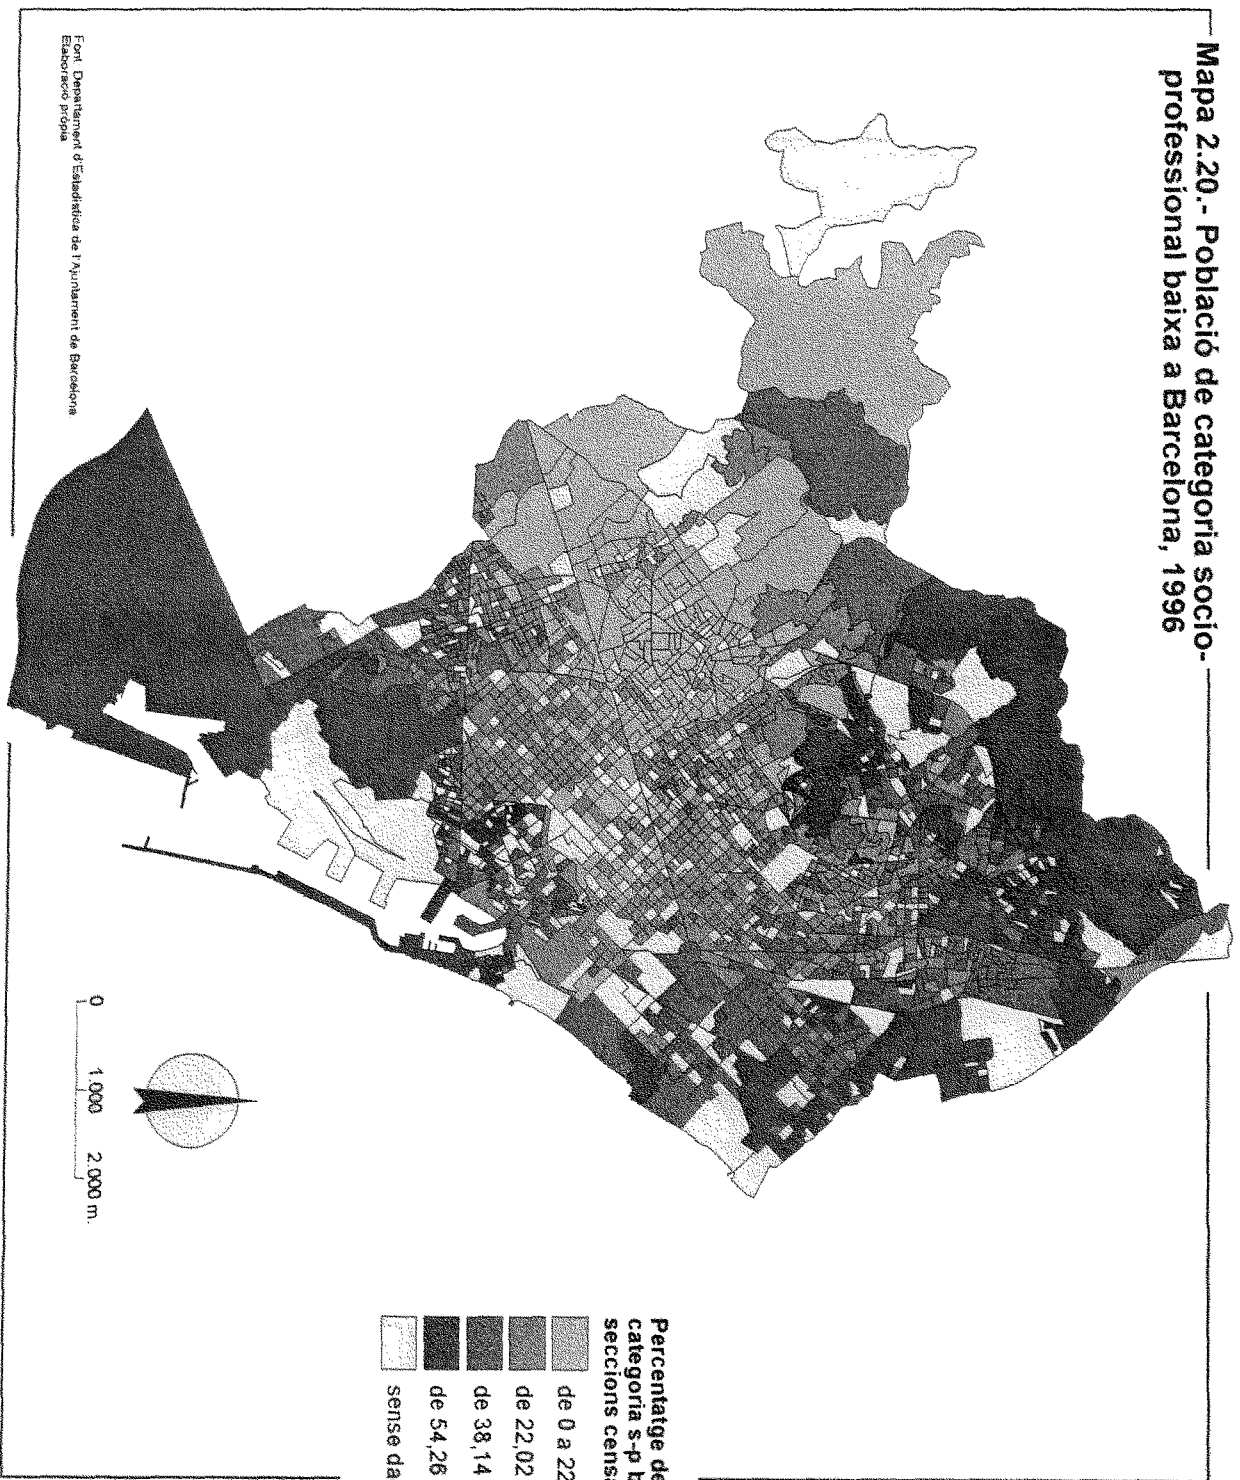 Mapa 2.20.- Població de categoria socio-
professional baixa a Barcelona, 1996
Percentatge de
categoria s-p b
seccions censa
de 0 a 22
de 22,02
de 38,14
de 54,26
sense da
0 1.000 2.000 m.
Font. Departament d'Estadística de l'Ajuntament de Barcelona.
Elaboració pròpia